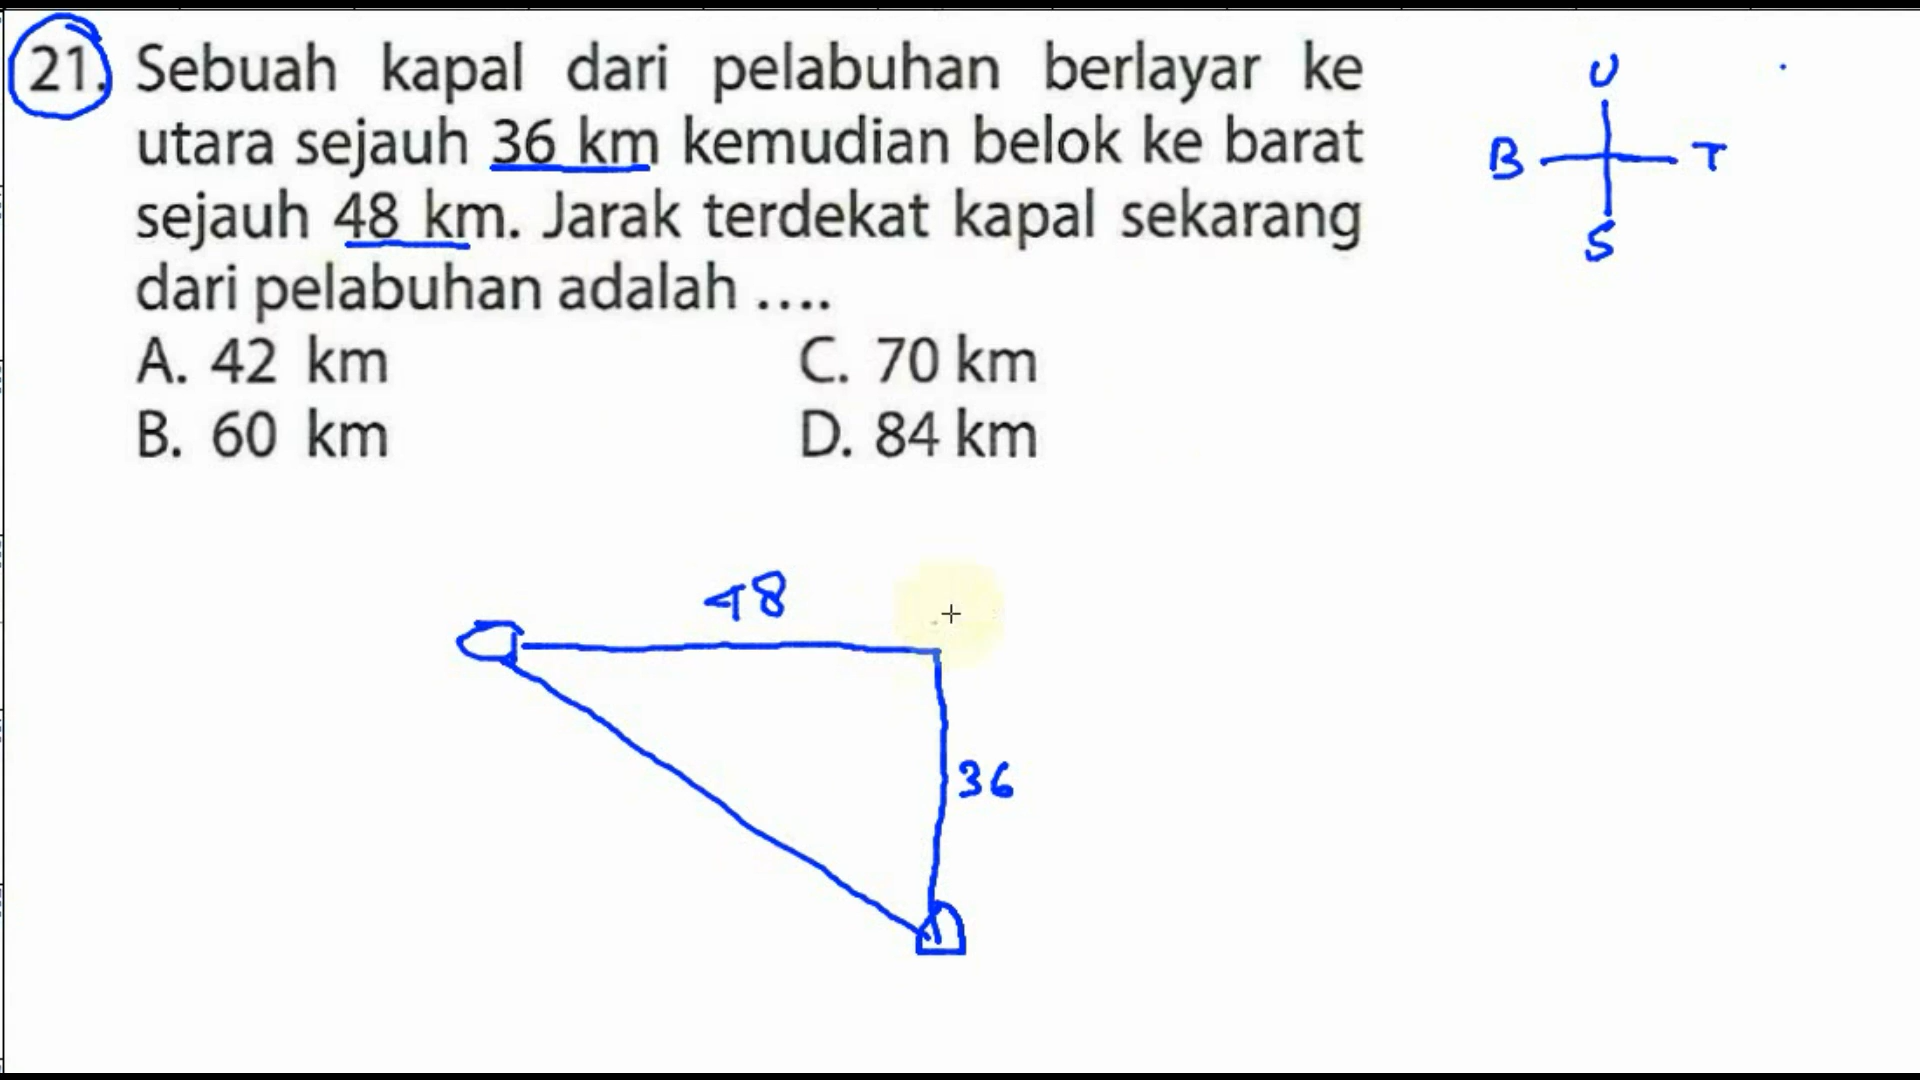 21. Sebuah kapal dari pelabuhan berlayar ke
utara sejauh 36 km kemudian belok ke barat
sejauh 48 km. Jarak terdekat kapal sekarang
dari pelabuhan adalah ....
A. 42 km
B. 60 km
C. 70 km
D. 84 km
U
B T
S
48
36